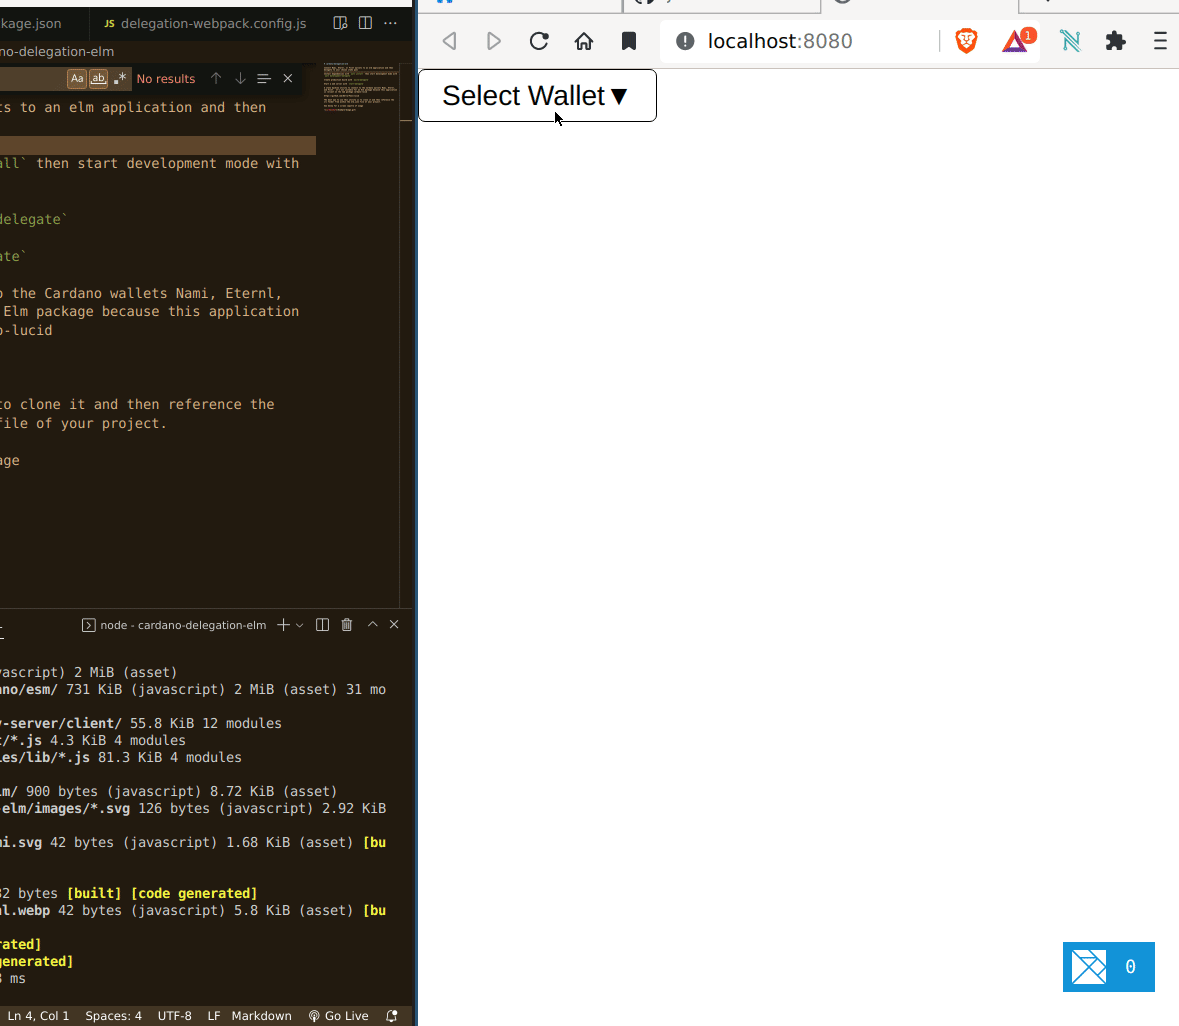 kage.json
JS delegation-webpack.config.js
no-delegation-elm
Aa ab, .* No results
ts to an elm application and then
all` then start development mode with
delegate`
ate`
o the Cardano wallets Nami, Eternl,
Elm package because this application
o-lucid
to clone it and then reference the
file of your project.
age
node - cardano-delegation-elm
vascript) 2 MiB (asset)
ano/esm/ 731 KiB (javascript) 2 MiB (asset) 31 mo
v-server/client/ 55.8 KiB 12 modules
t/*.js 4.3 KiB 4 modules
les/lib/*.js 81.3 KiB 4 modules
lm/ 900 bytes (javascript) 8.72 KiB (asset)
-elm/images/*.svg 126 bytes (javascript) 2.92 KiB
mi.svg 42 bytes (javascript) 1.68 KiB (asset) [bu
32 bytes [built] [code generated]
al.webp 42 bytes (javascript) 5.8 KiB (asset) [bu
rated]
generated]
3 ms
Ln 4, Col 1 Spaces: 4 UTF-8 LF Markdown Go Live
localhost:8080
1
Select Wallet▼
0